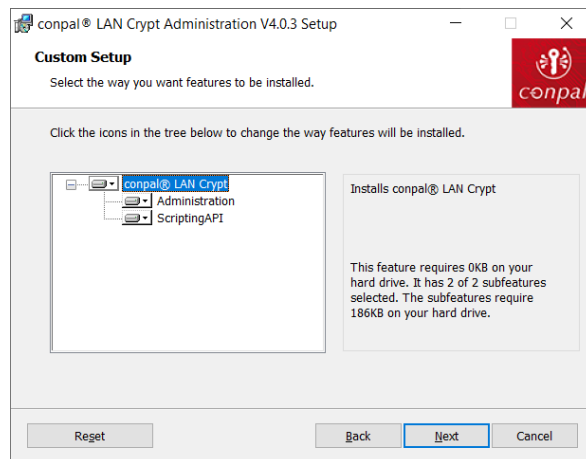 conpal® LAN Crypt Administration V4.0.3 Setup
Custom Setup
Select the way you want features to be installed.
conpal
Click the icons in the tree below to change the way features will be installed.
conpal® LAN Crypt
Administration
ScriptingAPI
Installs conpal® LAN Crypt
This feature requires 0KB on your
hard drive. It has 2 of 2 subfeatures
selected. The subfeatures require
186KB on your hard drive.
Reset
Back
Next
Cancel